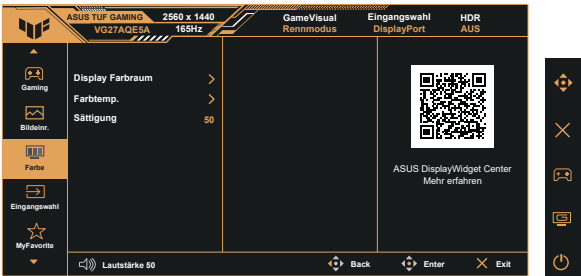 ASUS TUF GAMING 2560 x 1440
VG27AQE5A 165Hz
GameVisual Eingangswahl HDR
Rennmodus DisplayPort AUS
Gaming
Bildeinr.
Farbe
Eingangswahl
MyFavorite
Display Farbraum
Farbtemp.
Sättigung 50
ASUS DisplayWidget Center
Mehr erfahren
Lautstärke 50
Back Enter Exit